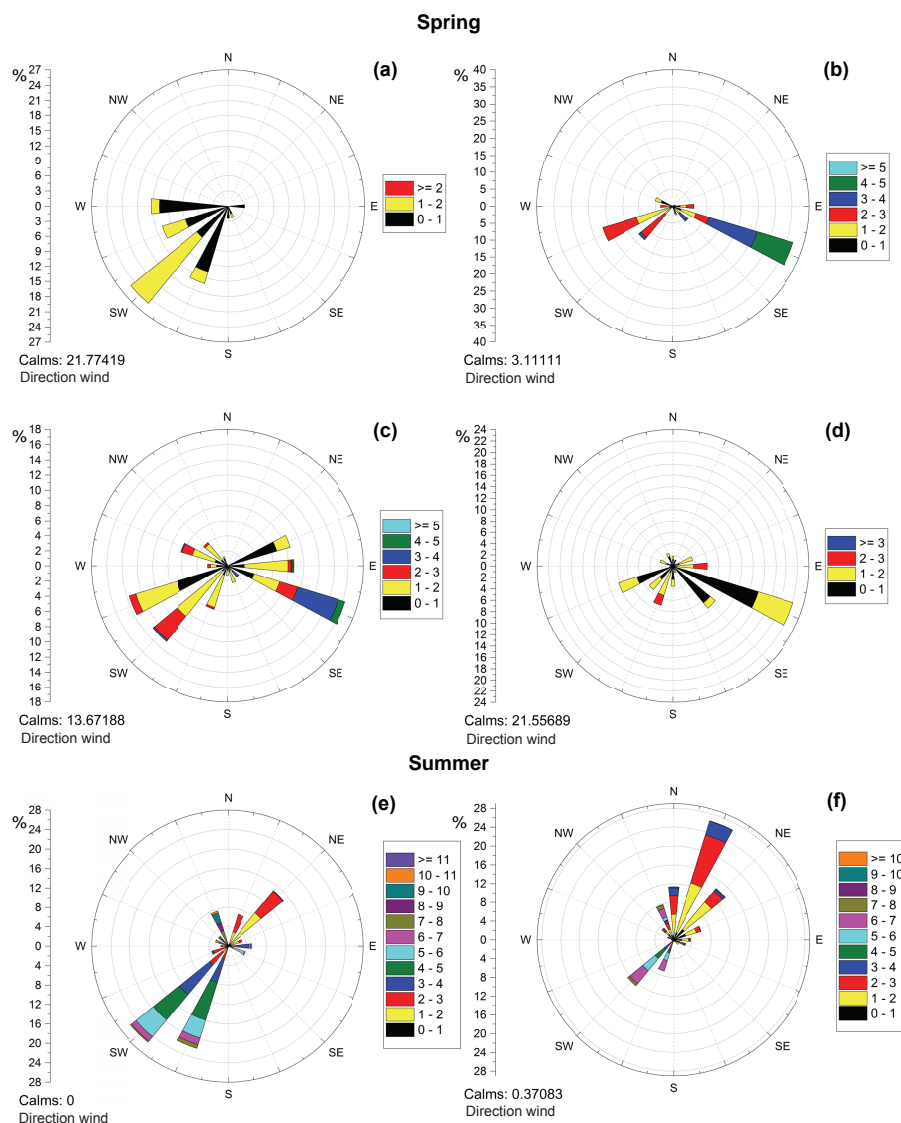 Spring
(a)
%
27
24
21
18
15
12
9
6
3
0
3
6
9
12
15
18
21
24
27
N
NE
E
SE
S
SW
W
NW
>= 2
1 - 2
0 - 1
Calms: 21.77419
Direction wind
(b)
%
40
35
30
25
20
15
10
5
0
5
10
15
20
25
30
35
40
N
NE
E
SE
S
SW
W
NW
>= 5
4 - 5
3 - 4
2 - 3
1 - 2
0 - 1
Calms: 3.11111
Direction wind
(c)
%
18
16
14
12
10
8
6
4
2
0
2
4
6
8
10
12
14
16
18
N
NE
E
SE
S
SW
W
NW
>= 5
4 - 5
3 - 4
2 - 3
1 - 2
0 - 1
Calms: 13.67188
Direction wind
(d)
%
24
22
20
18
16
14
12
10
8
6
4
2
0
2
4
6
8
10
12
14
16
18
20
22
24
N
NE
E
SE
S
SW
W
NW
>= 3
2 - 3
1 - 2
0 - 1
Calms: 21.55689
Direction wind
Summer
(e)
%
28
24
20
16
12
8
4
0
4
8
12
16
20
24
28
N
NE
E
SE
S
SW
W
NW
>= 11
10 - 11
9 - 10
8 - 9
7 - 8
6 - 7
5 - 6
4 - 5
3 - 4
2 - 3
1 - 2
0 - 1
Calms: 0
Direction wind
(f)
%
28
24
20
16
12
8
4
0
4
8
12
16
20
24
28
N
NE
E
SE
S
SW
W
NW
>= 10
9 - 10
8 - 9
7 - 8
6 - 7
5 - 6
4 - 5
3 - 4
2 - 3
1 - 2
0 - 1
Calms: 0.37083
Direction wind